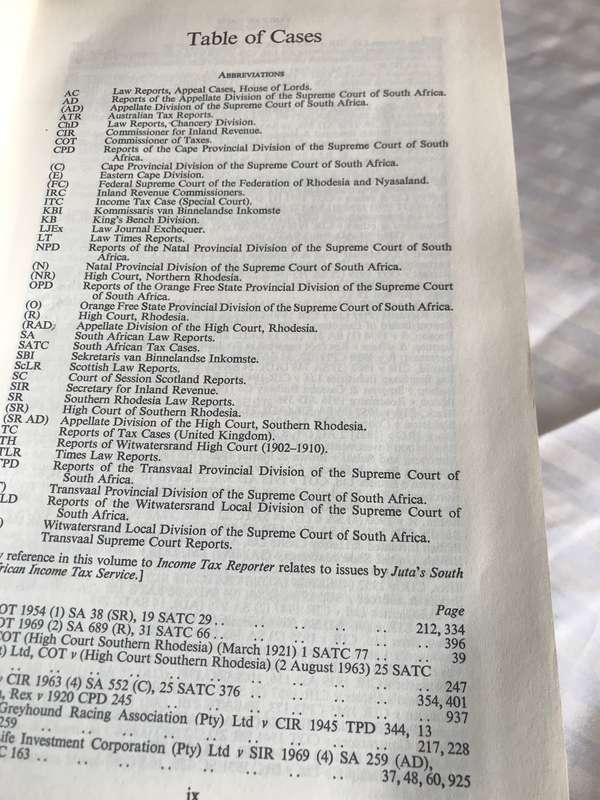 Table of Cases
ABBREVIATIONS
AC Law Reports, Appeal Cases, House of Lords.
AD Reports of the Appellate Division of the Supreme Court of South Africa.
(AD) Appellate Division of the Supreme Court of South Africa.
ATR Australian Tax Reports.
ChD Law Reports, Chancery Division.
CIR Commissioner for Inland Revenue.
COT Commissioner of Taxes.
CPD Reports of the Cape Provincial Division of the Supreme Court of South
Africa.
(C) Cape Provincial Division of the Supreme Court of South Africa.
(E) Eastern Cape Division.
(FC) Federal Supreme Court of the Federation of Rhodesia and Nyasaland.
IRC Inland Revenue Commissioners.
ITC Income Tax Case (Special Court).
KBI Kommissaris van Binnelandse Inkomste
KB King's Bench Division.
LJEx Law Journal Exchequer.
LT Law Times Reports.
NPD Reports of the Natal Provincial Division of the Supreme Court of South
Africa.
(N) Natal Provincial Division of the Supreme Court of South Africa.
(NR) High Court, Northern Rhodesia.
OPD Reports of the Orange Free State Provincial Division of the Supreme Court
of South Africa.
(O) Orange Free State Provincial Division of the Supreme Court of South Africa.
(R) High Court, Rhodesia.
(RAD) Appellate Division of the High Court, Rhodesia.
SA South African Law Reports.
SATC South African Tax Cases.
SBI Sekretaris van Binnelandse Inkomste.
ScLR Scottish Law Reports.
SC Court of Session Scotland Reports.
SIR Secretary for Inland Revenue.
SR Southern Rhodesia Law Reports.
(SR) High Court of Southern Rhodesia.
(SR AD) Appellate Division of the High Court, Southern Rhodesia.
TC Reports of Tax Cases (United Kingdom).
TH Reports of Witwatersrand High Court (1902–1910).
TLR Times Law Reports.
TPD Reports of the Transvaal Provincial Division of the Supreme Court of
South Africa.
) Transvaal Provincial Division of the Supreme Court of South Africa.
LD Reports of the Witwatersrand Local Division of the Supreme Court of
South Africa.
) Witwatersrand Local Division of the Supreme Court of South Africa.
Transvaal Supreme Court Reports.
y reference in this volume to Income Tax Reporter relates to issues by Juta's South
rican Income Tax Service.]
Page
OT 1954 (1) SA 38 (SR), 19 SATC 29 .. .. .. .. .. 212, 334
OT 1969 (2) SA 689 (R), 31 SATC 66 .. .. .. .. .. 396
COT (High Court Southern Rhodesia) (March 1921) 1 SATC 77 .. .. 39
) Ltd, COT v (High Court Southern Rhodesia) (2 August 1963) 25 SATC
.. .. .. .. .. 247
v CIR 1963 (4) SA 552 (C), 25 SATC 376 .. .. .. .. 354, 401
, Rex v 1920 CPD 245 .. .. .. .. .. 937
Greyhound Racing Association (Pty) Ltd v CIR 1945 TPD 344, 13
259 .. .. .. .. .. 217, 228
ife Investment Corporation (Pty) Ltd v SIR 1969 (4) SA 259 (AD),
C 163 .. .. .. .. .. 37, 48, 60, 925
ix